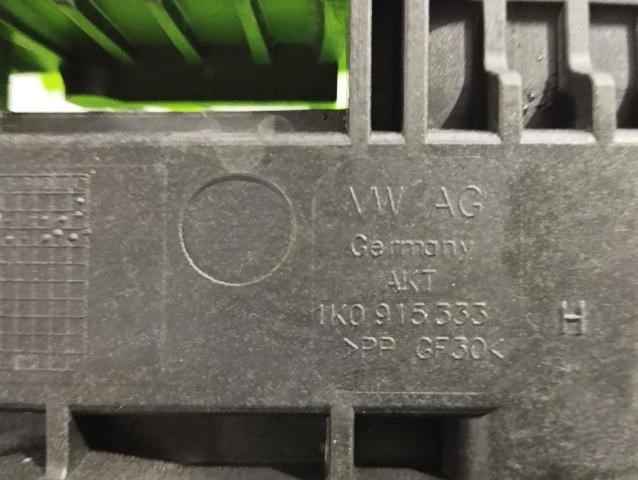 VW AG
Germany
AKT
1K0 915 333 H
>PP GF30<